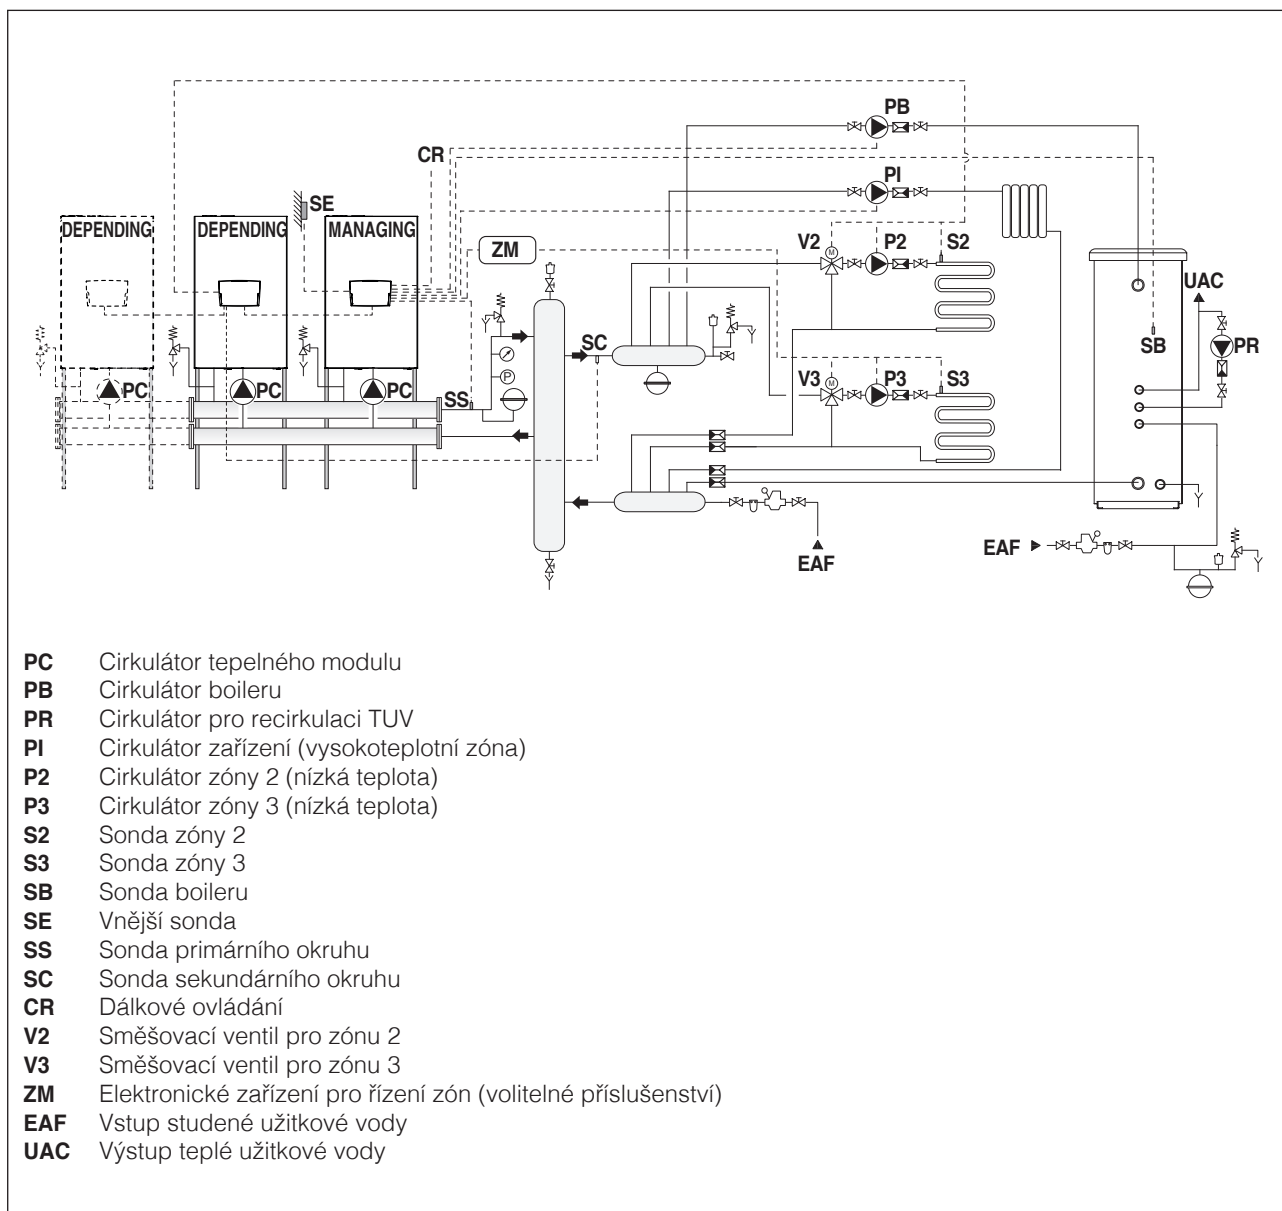 PB
CR
PI
SE
DEPENDING DEPENDING MANAGING
V2 P2 S2
ZM
UAC
SC
SB PR
V3 P3 S3
PC PC PC SS
P
M
M
EAF
EAF
PC Cirkulátor tepelného modulu
PB Cirkulátor boileru
PR Cirkulátor pro recirkulaci TUV
PI Cirkulátor zařízení (vysokoteplotní zóna)
P2 Cirkulátor zóny 2 (nízká teplota)
P3 Cirkulátor zóny 3 (nízká teplota)
S2 Sonda zóny 2
S3 Sonda zóny 3
SB Sonda boileru
SE Vnější sonda
SS Sonda primárního okruhu
SC Sonda sekundárního okruhu
CR Dálkové ovládání
V2 Směšovací ventil pro zónu 2
V3 Směšovací ventil pro zónu 3
ZM Elektronické zařízení pro řízení zón (volitelné příslušenství)
EAF Vstup studené užitkové vody
UAC Výstup teplé užitkové vody